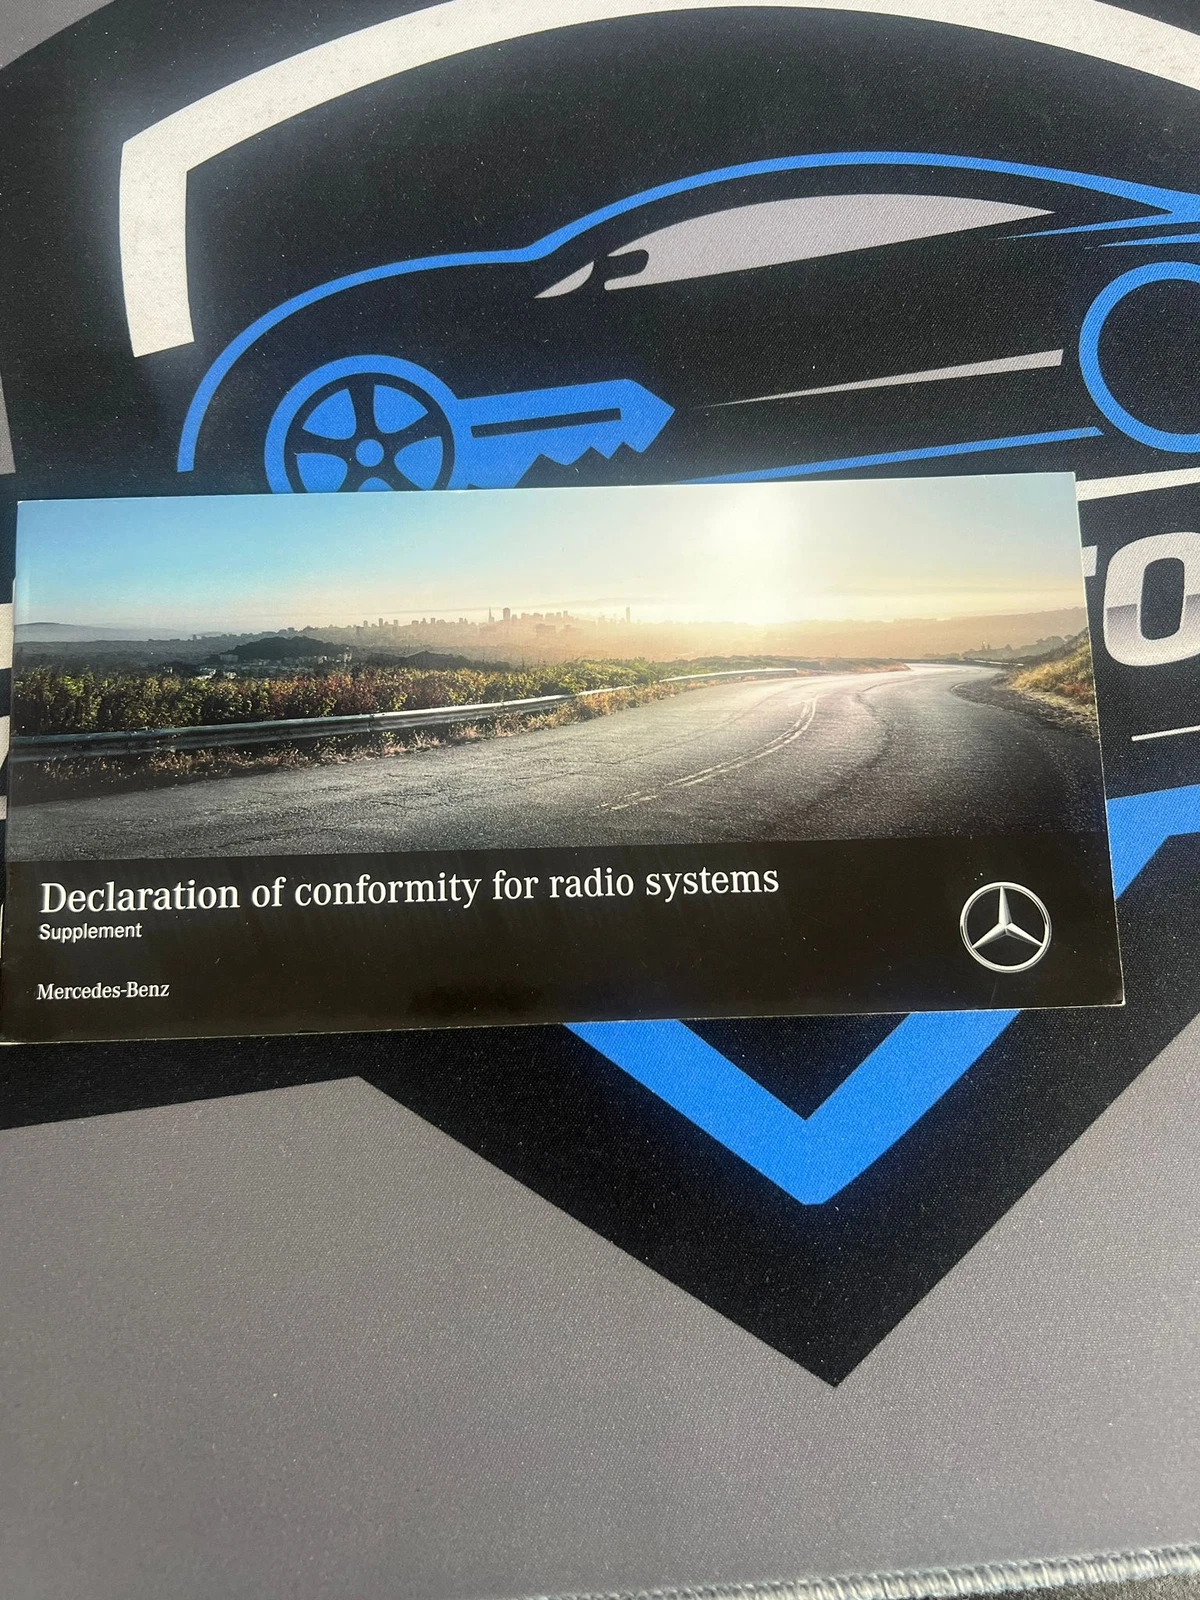 Declaration of conformity for radio systems
Supplement
Mercedes-Benz